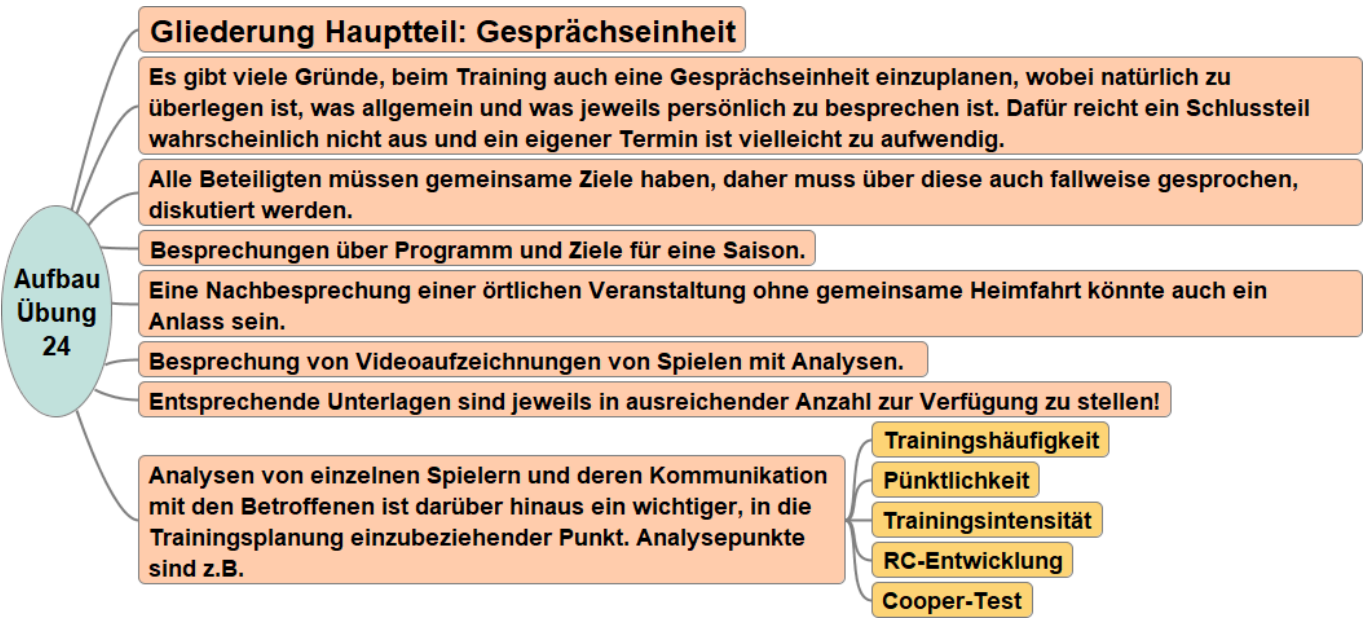 Gliederung Hauptteil: Gesprächseinheit
Es gibt viele Gründe, beim Training auch eine Gesprächseinheit einzuplanen, wobei natürlich zu
überlegen ist, was allgemein und was jeweils persönlich zu besprechen ist. Dafür reicht ein Schlussteil
wahrscheinlich nicht aus und ein eigener Termin ist vielleicht zu aufwendig.
Alle Beteiligten müssen gemeinsame Ziele haben, daher muss über diese auch fallweise gesprochen,
diskutiert werden.
Besprechungen über Programm und Ziele für eine Saison.
Aufbau
Übung
24
Eine Nachbesprechung einer örtlichen Veranstaltung ohne gemeinsame Heimfahrt könnte auch ein
Anlass sein.
Besprechung von Videoaufzeichnungen von Spielen mit Analysen.
Entsprechende Unterlagen sind jeweils in ausreichender Anzahl zur Verfügung zu stellen!
Analysen von einzelnen Spielern und deren Kommunikation
mit den Betroffenen ist darüber hinaus ein wichtiger, in die
Trainingsplanung einzubeziehender Punkt. Analysepunkte
sind z.B.
Trainingshäufigkeit
Pünktlichkeit
Trainingsintensität
RC-Entwicklung
Cooper-Test